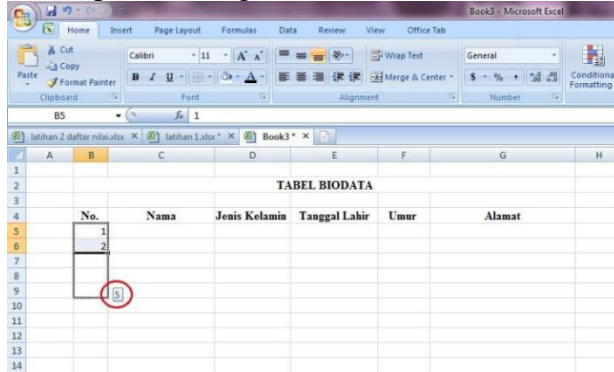 Book3 - Microsoft Excel
Home Insert Page Layout Formulas Data Review View Office Tab
Cut
Copy
Format Painter
Paste
Calibri 11 A A
Wrap Text
General
B I U A
Merge & Center
$ % ,
Conditional
Formatting
Clipboard Font Alignment Number
B5 fx 1
latihan 2 daftar nilai.xlsx latihan 1.xlsx * Book3 *
A B C D E F G H
1
2 TABEL BIODATA
3
4 No. Nama Jenis Kelamin Tanggal Lahir Umur Alamat
5 1
6 2
7
8
9 5
10
11
12
13
14